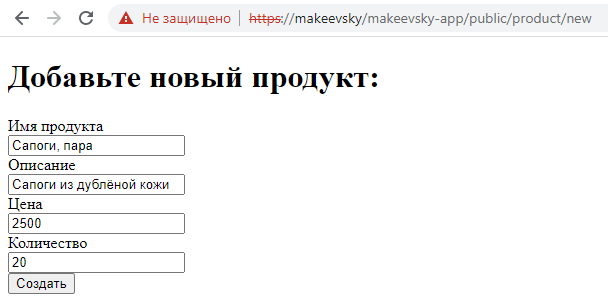 Не защищено https://makeevsky/makeevsky-app/public/product/new
Добавьте новый продукт:
Имя продукта
Сапоги, пара
Описание
Сапоги из дублёной кожи
Цена
2500
Количество
20
Создать